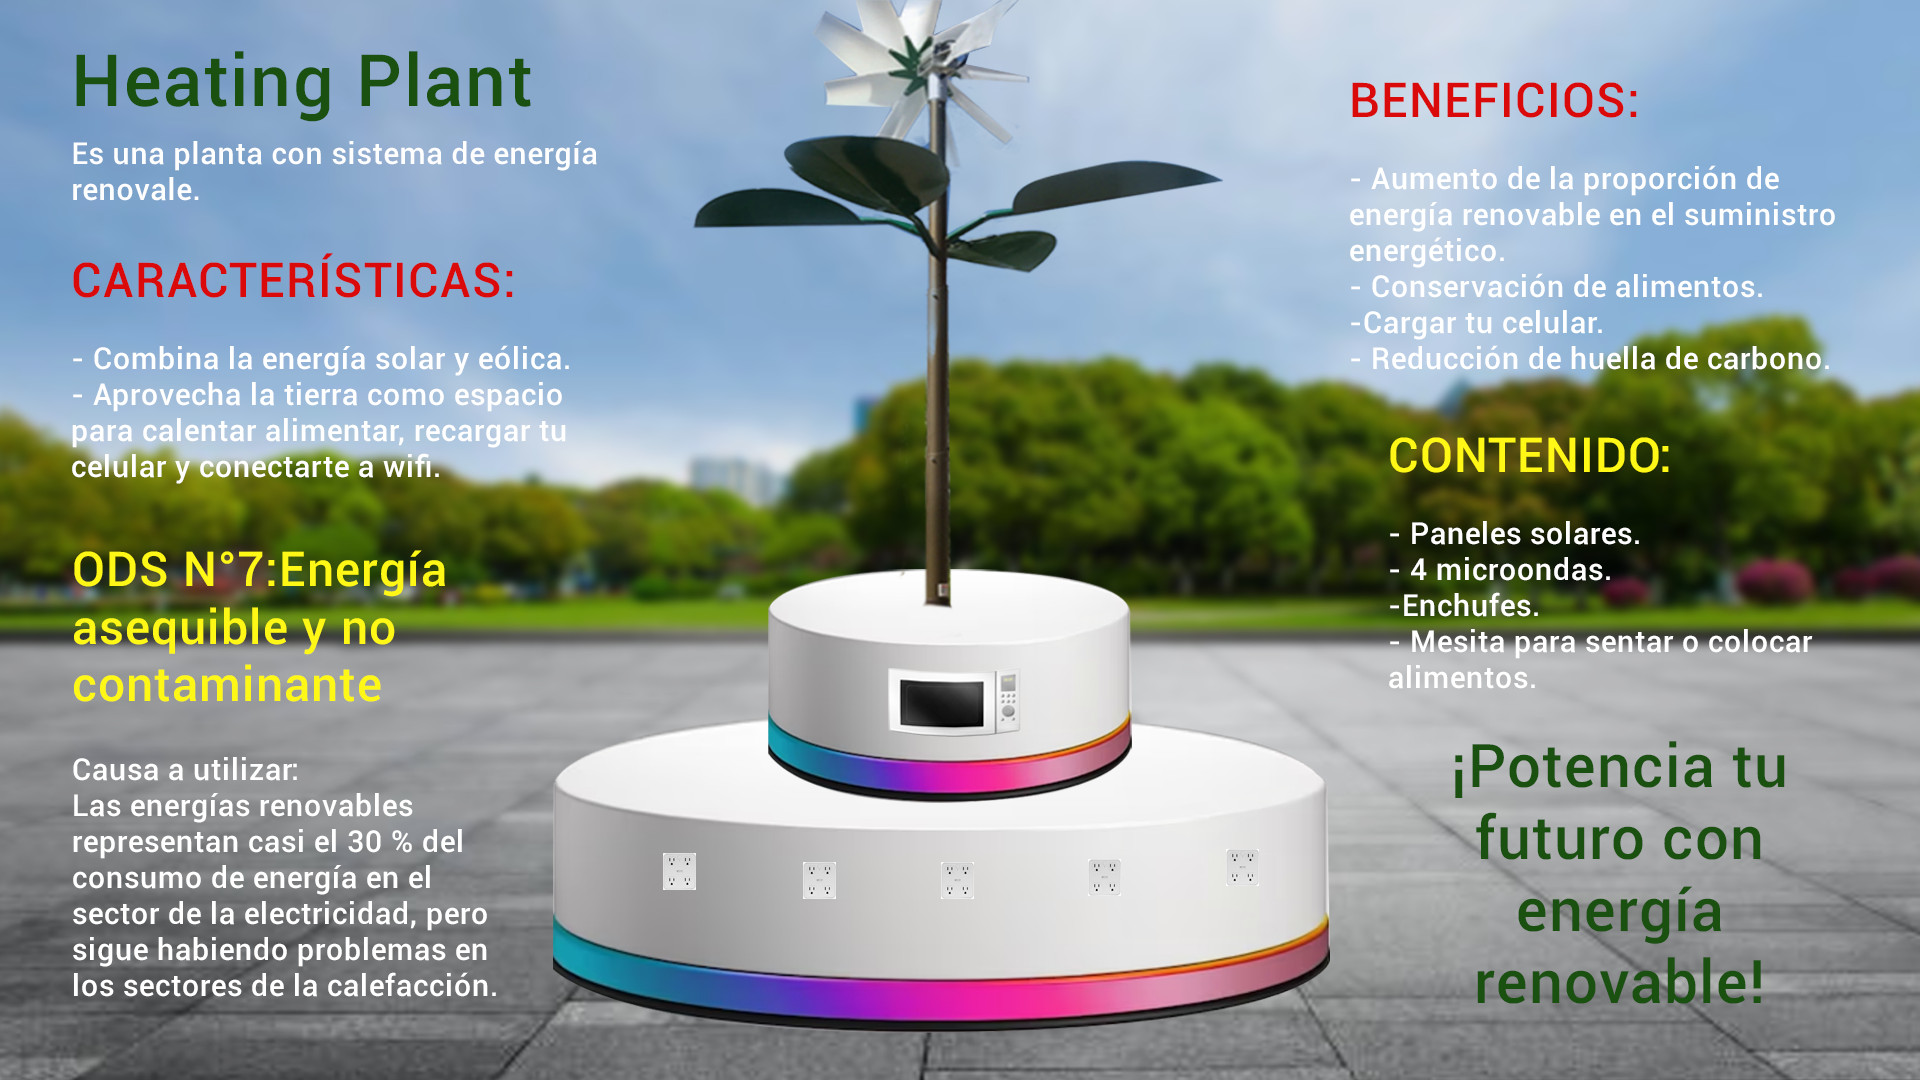 Heating Plant
Es una planta con sistema de energía
renovale.
CARACTERÍSTICAS:
- Combina la energía solar y eólica.
- Aprovecha la tierra como espacio
para calentar alimentar, recargar tu
celular y conectarte a wifi.
ODS N°7:Energía
asequible y no
contaminante
Causa a utilizar:
Las energías renovables
representan casi el 30 % del
consumo de energía en el
sector de la electricidad, pero
sigue habiendo problemas en
los sectores de la calefacción.
BENEFICIOS:
- Aumento de la proporción de
energía renovable en el suministro
energético.
- Conservación de alimentos.
-Cargar tu celular.
- Reducción de huella de carbono.
CONTENIDO:
- Paneles solares.
- 4 microondas.
-Enchufes.
- Mesita para sentar o colocar
alimentos.
¡Potencia tu
futuro con
energía
renovable!